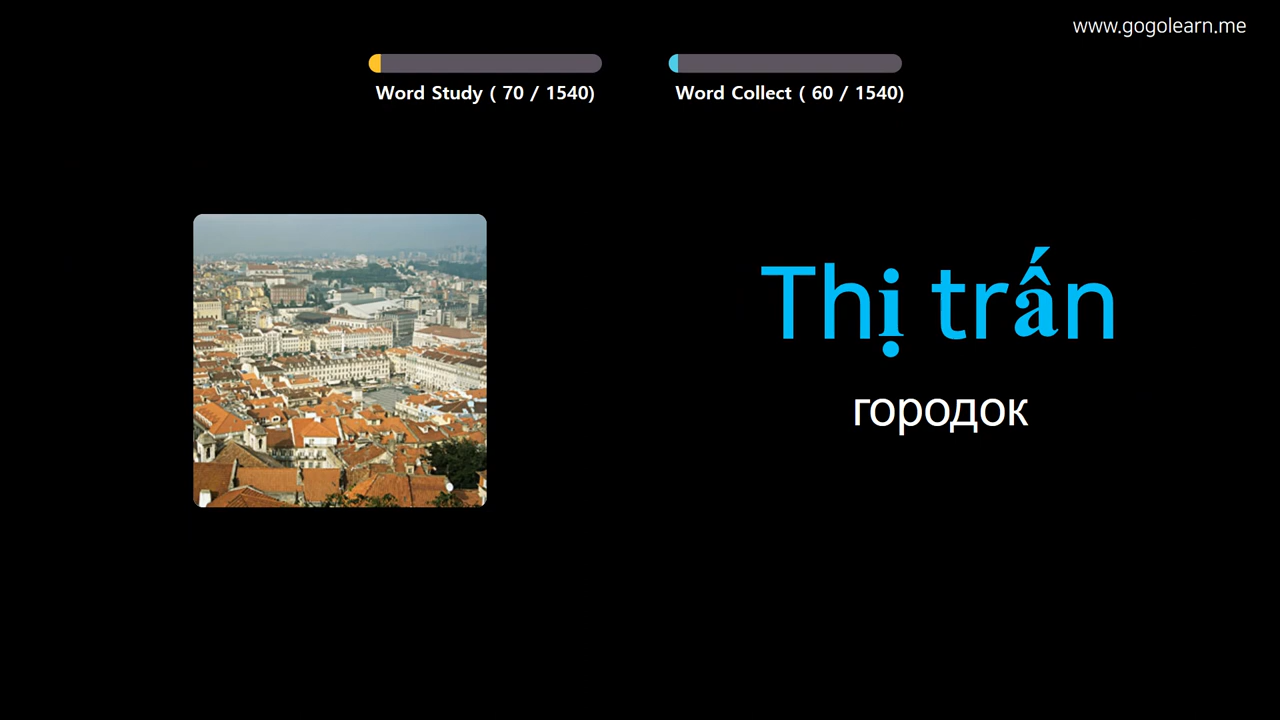 www.gogolearn.me
Word Study ( 70 / 1540)
Word Collect ( 60 / 1540)
Thị trấn
городок